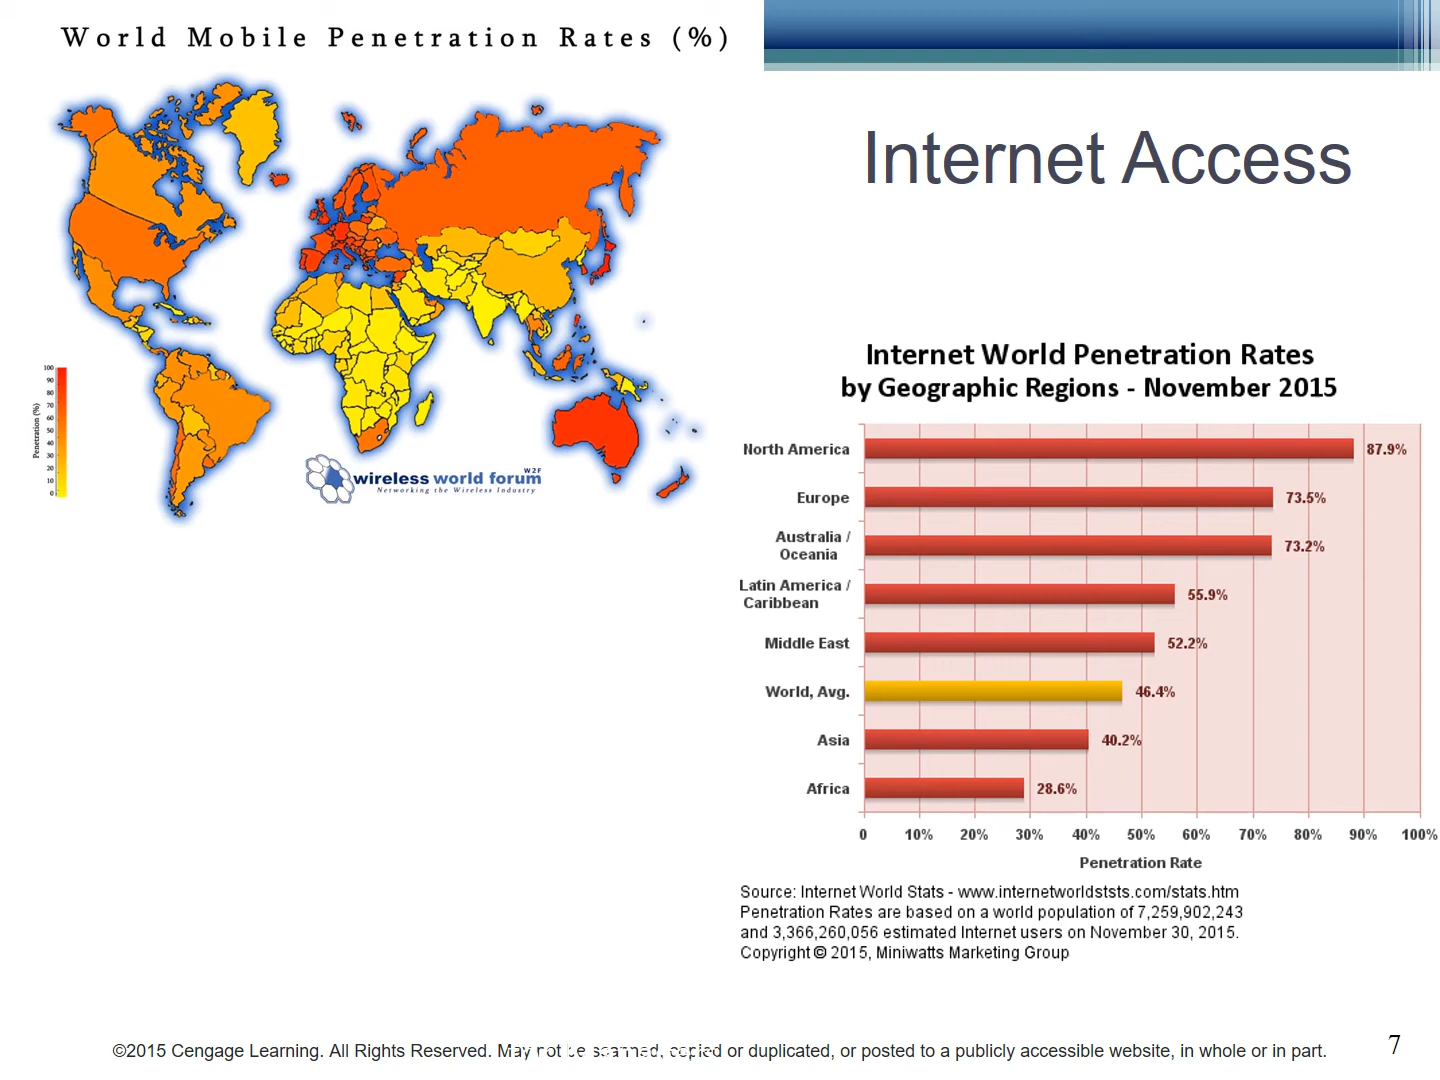 World Mobile Penetration Rates (%)
Internet Access
100
90
80
70
60
50
40
30
20
10
0
Penetration (%)
wireless world forum
W2F
Networking the Wireless Industry
Internet World Penetration Rates
by Geographic Regions - November 2015
North America
87.9%
Europe
73.5%
Australia /
Oceania
73.2%
Latin America /
Caribbean
55.9%
Middle East
52.2%
World, Avg.
46.4%
Asia
40.2%
Africa
28.6%
0 10% 20% 30% 40% 50% 60% 70% 80% 90% 100%
Penetration Rate
Source: Internet World Stats - www.internetworldststs.com/stats.htm
Penetration Rates are based on a world population of 7,259,902,243
and 3,366,260,056 estimated Internet users on November 30, 2015.
Copyright © 2015, Miniwatts Marketing Group
©2015 Cengage Learning. All Rights Reserved. May not be scanned, copied or duplicated, or posted to a publicly accessible website, in whole or in part.
7